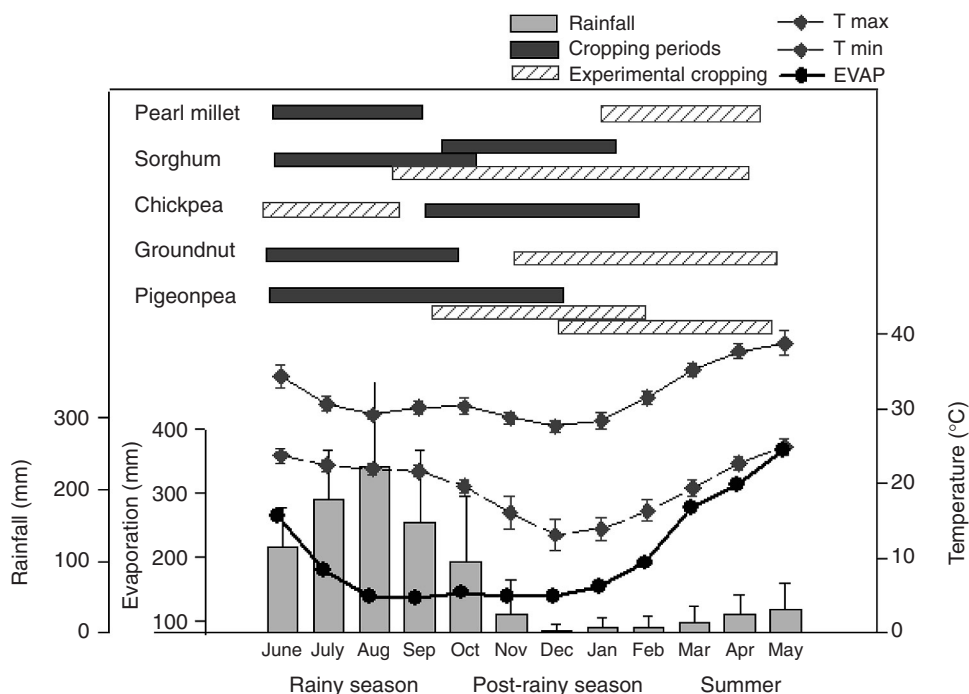 Rainfall
Cropping periods
Experimental cropping
T max
T min
EVAP
Pearl millet
Sorghum
Chickpea
Groundnut
Pigeonpea
Rainfall (mm)
300
200
100
0
Evaporation (mm)
400
300
200
100
40
30
20
10
0
Temperature (°C)
June July Aug Sep Oct Nov Dec Jan Feb Mar Apr May
Rainy season Post-rainy season Summer